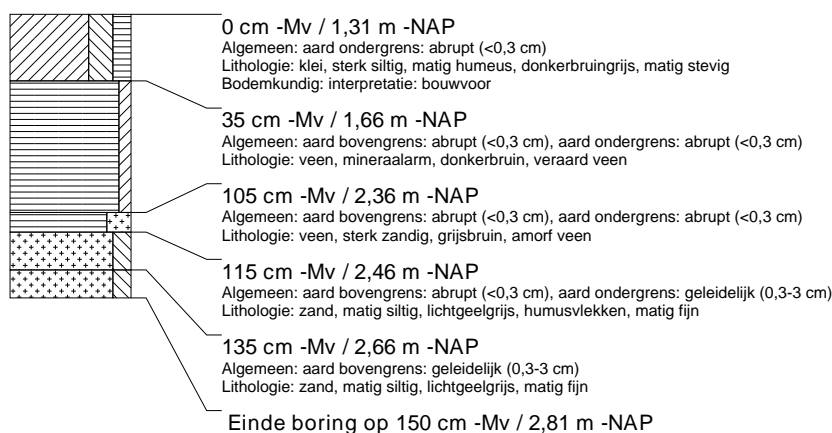 0 cm -Mv / 1,31 m -NAP
Algemeen: aard ondergrens: abrupt (<0,3 cm)
Lithologie: klei, sterk siltig, matig humeus, donkerbruingrijs, matig stevig
Bodemkundig: interpretatie: bouwvoor
35 cm -Mv / 1,66 m -NAP
Algemeen: aard bovengrens: abrupt (<0,3 cm), aard ondergrens: abrupt (<0,3 cm)
Lithologie: veen, mineraalarm, donkerbruin, veraard veen
105 cm -Mv / 2,36 m -NAP
Algemeen: aard bovengrens: abrupt (<0,3 cm), aard ondergrens: abrupt (<0,3 cm)
Lithologie: veen, sterk zandig, grijsbruin, amorf veen
115 cm -Mv / 2,46 m -NAP
Algemeen: aard bovengrens: abrupt (<0,3 cm), aard ondergrens: geleidelijk (0,3-3 cm)
Lithologie: zand, matig siltig, lichtgeelgrijs, humusvlekken, matig fijn
135 cm -Mv / 2,66 m -NAP
Algemeen: aard bovengrens: geleidelijk (0,3-3 cm)
Lithologie: zand, matig siltig, lichtgeelgrijs, matig fijn
Einde boring op 150 cm -Mv / 2,81 m -NAP